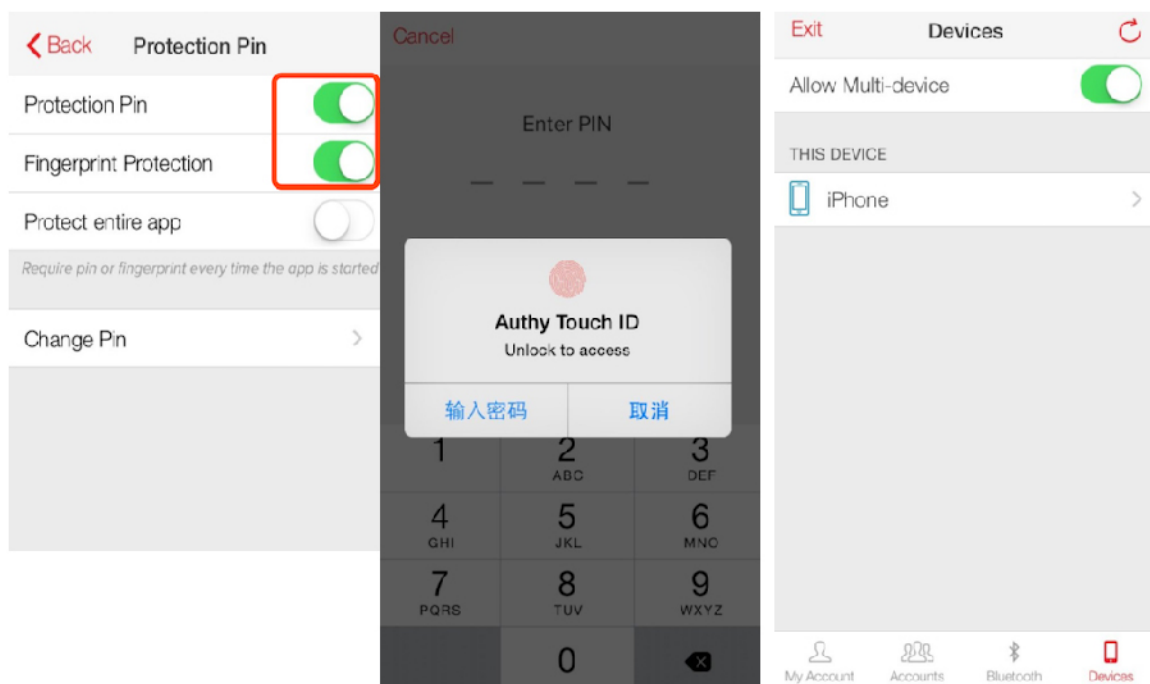 Back Protection Pin
Protection Pin
Fingerprint Protection
Protect entire app
Require pin or fingerprint every time the app is started
Change Pin
Cancel
Enter PIN
Authy Touch ID
Unlock to access
输入密码 取消
1 2 3
ABC DEF
4 5 6
GHI JKL MNO
7 8 9
PQRS TUV WXYZ
0
Exit Devices
Allow Multi-device
THIS DEVICE
iPhone
My Account Accounts Bluetooth Devices